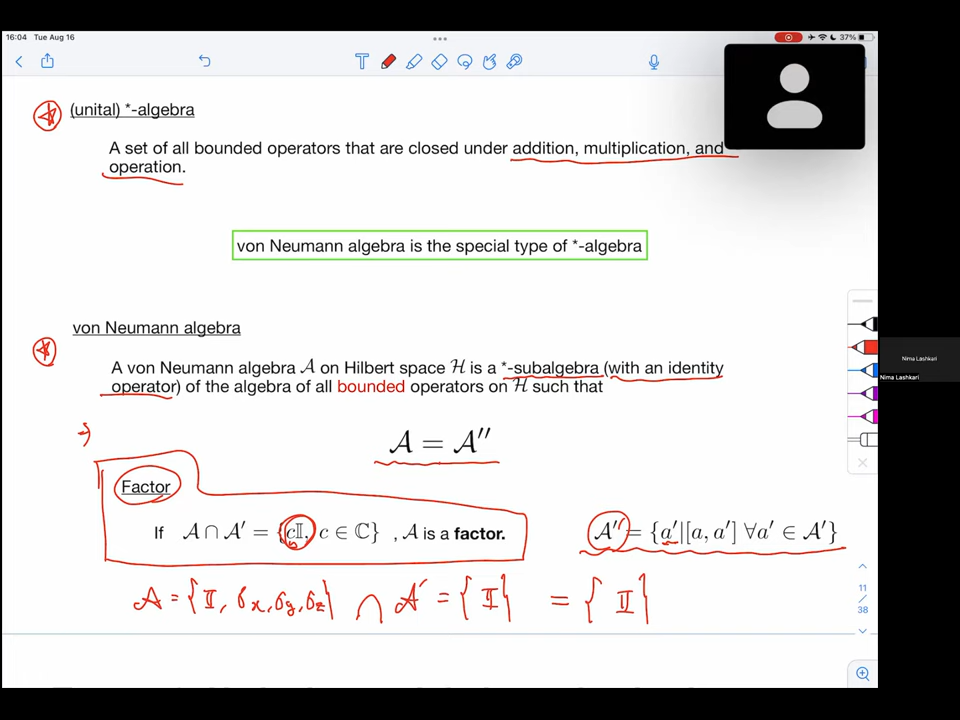 16:04 Tue Aug 16
37%
(unital) *-algebra
A set of all bounded operators that are closed under addition, multiplication, and
operation.
von Neumann algebra is the special type of *-algebra
von Neumann algebra
A von Neumann algebra 𝒜 on Hilbert space ℋ is a *-subalgebra (with an identity
operator) of the algebra of all bounded operators on ℋ such that
𝒜 = 𝒜′′
Factor
If 𝒜 ∩ 𝒜′ = {c𝕀, c ∈ ℂ} , 𝒜 is a factor.
𝒜′′ = {a′|[a, a′] ∀a′ ∈ 𝒜′}
𝒜 = {𝕀, σx, σy, σz} ∩ 𝒜′ = {𝕀} = {𝕀}
11
/
38
Nima Lashkari
Nima Lashkari